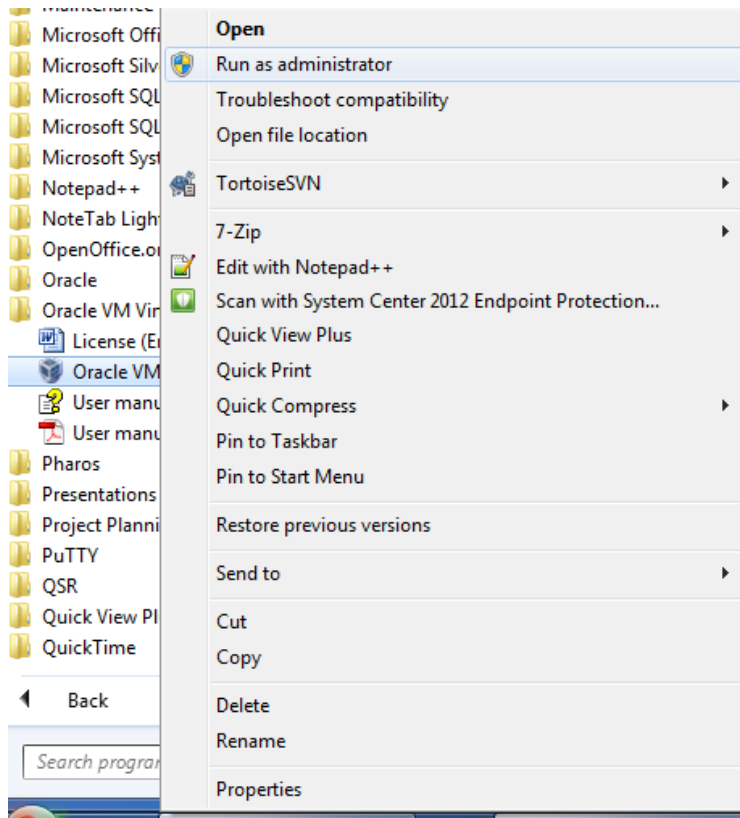 Maintenance
Microsoft Offi
Microsoft Silv
Microsoft SQL
Microsoft SQL
Microsoft Syst
Notepad++
NoteTab Ligh
OpenOffice.or
Oracle
Oracle VM Vir
License (En
Oracle VM
User manu
User manu
Pharos
Presentations
Project Planni
PuTTY
QSR
Quick View Pl
QuickTime
Back
Search program
Open
Run as administrator
Troubleshoot compatibility
Open file location
TortoiseSVN
7-Zip
Edit with Notepad++
Scan with System Center 2012 Endpoint Protection...
Quick View Plus
Quick Print
Quick Compress
Pin to Taskbar
Pin to Start Menu
Restore previous versions
Send to
Cut
Copy
Delete
Rename
Properties